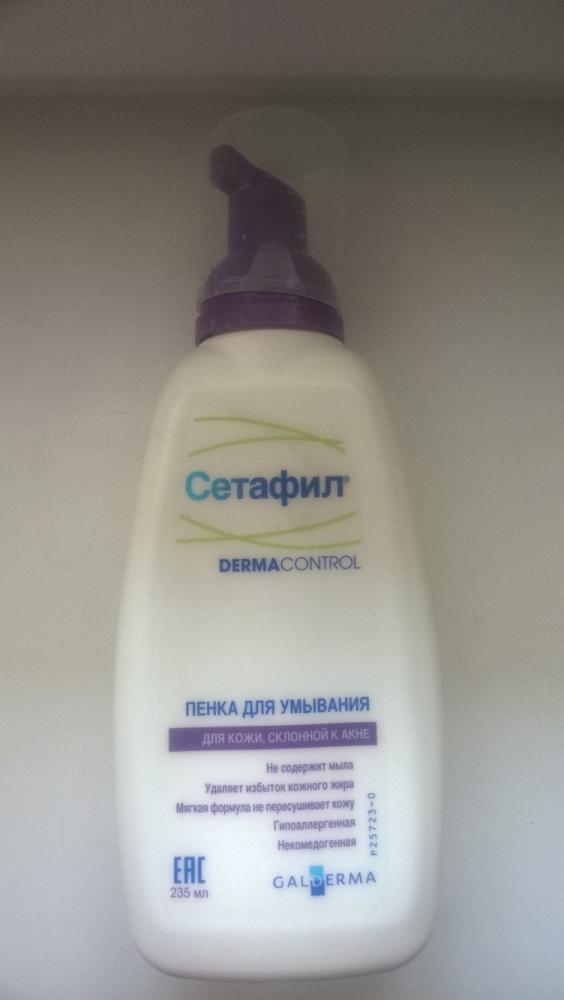 Сетафил®
DERMACONTROL
ПЕНКА ДЛЯ УМЫВАНИЯ
ДЛЯ КОЖИ, СКЛОННОЙ К АКНЕ
Не содержит мыла
Удаляет избыток кожного жира
Мягкая формула не пересушивает кожу
Гипоаллергенная
Некомедогенная
P25723-0
EAC
235 мл
GALDERMA